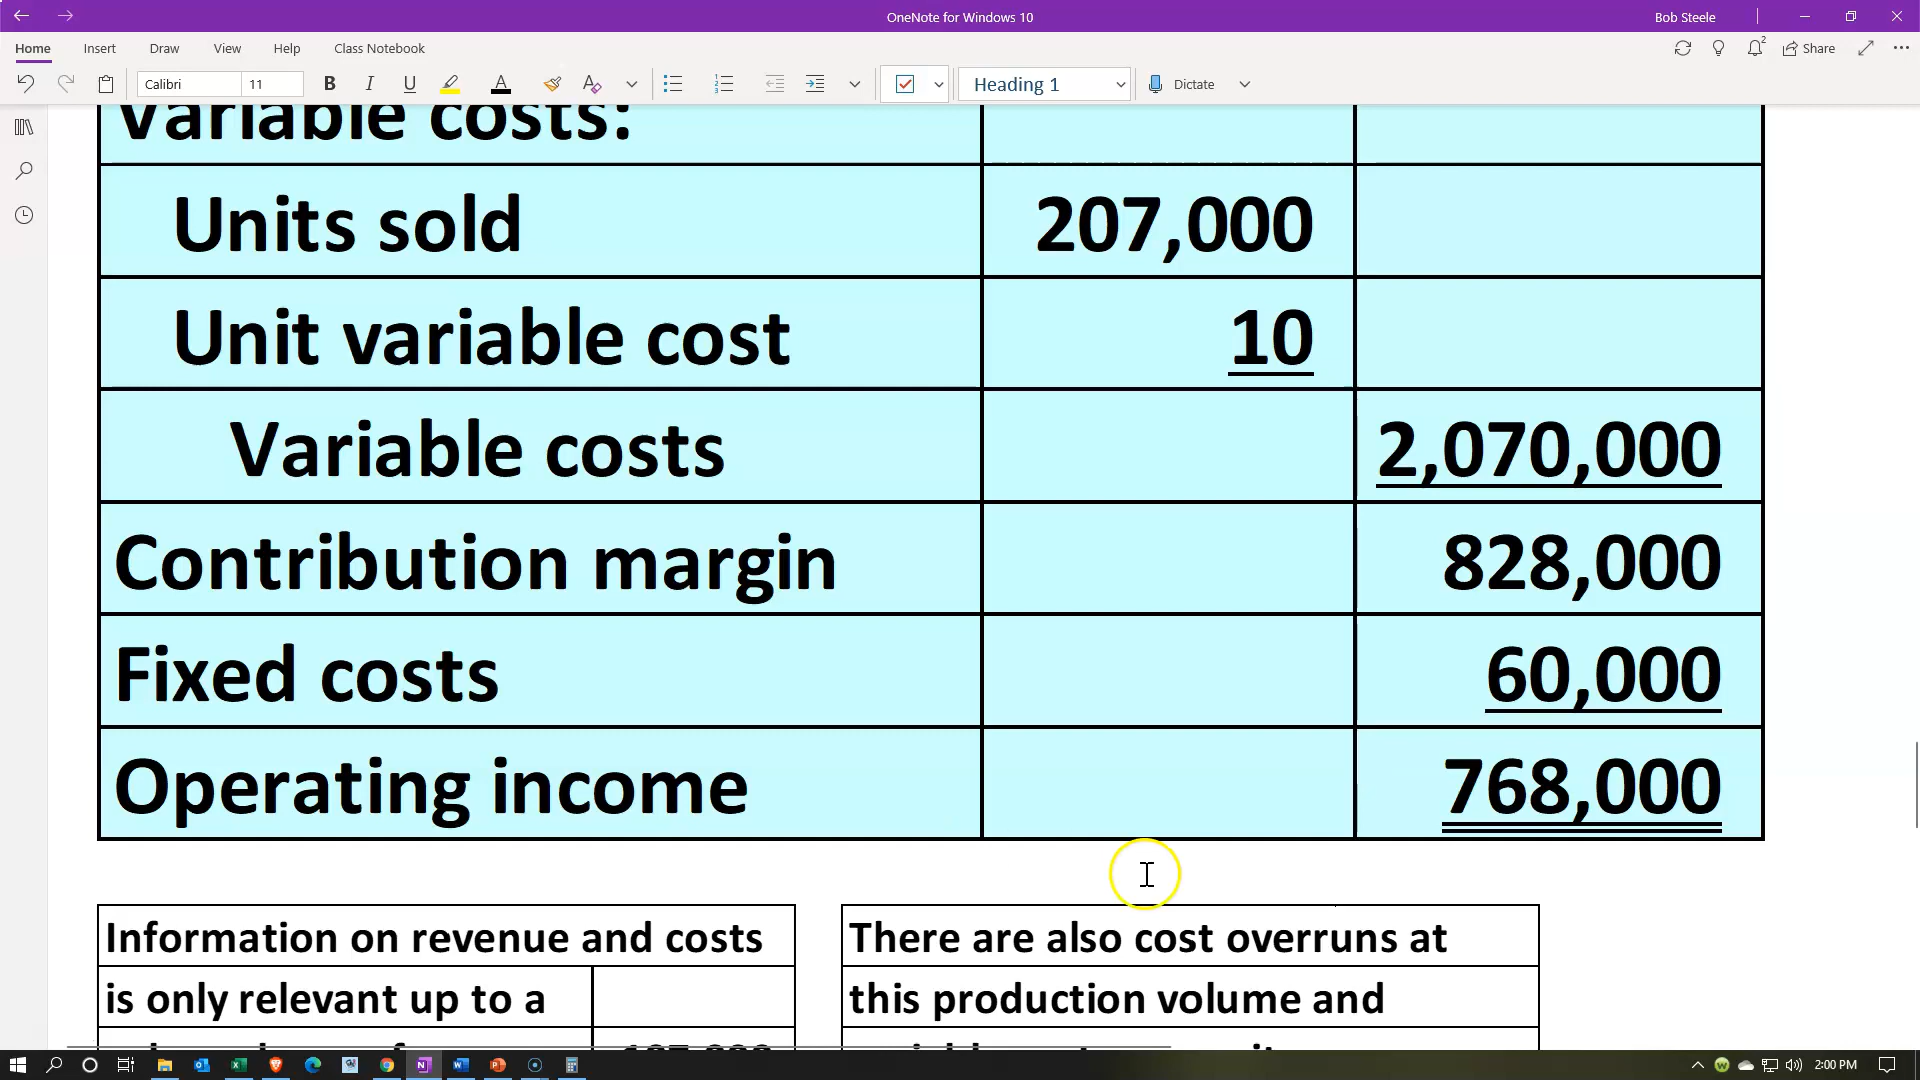 OneNote for Windows 10
Bob Steele
Home Insert Draw View Help Class Notebook
2
Share
Calibri 11 B I U A
Heading 1
Dictate
Variable costs:
Units sold 207,000
Unit variable cost 10
Variable costs 2,070,000
Contribution margin 828,000
Fixed costs 60,000
Operating income 768,000
Information on revenue and costs
is only relevant up to a
There are also cost overruns at
this production volume and
2:00 PM